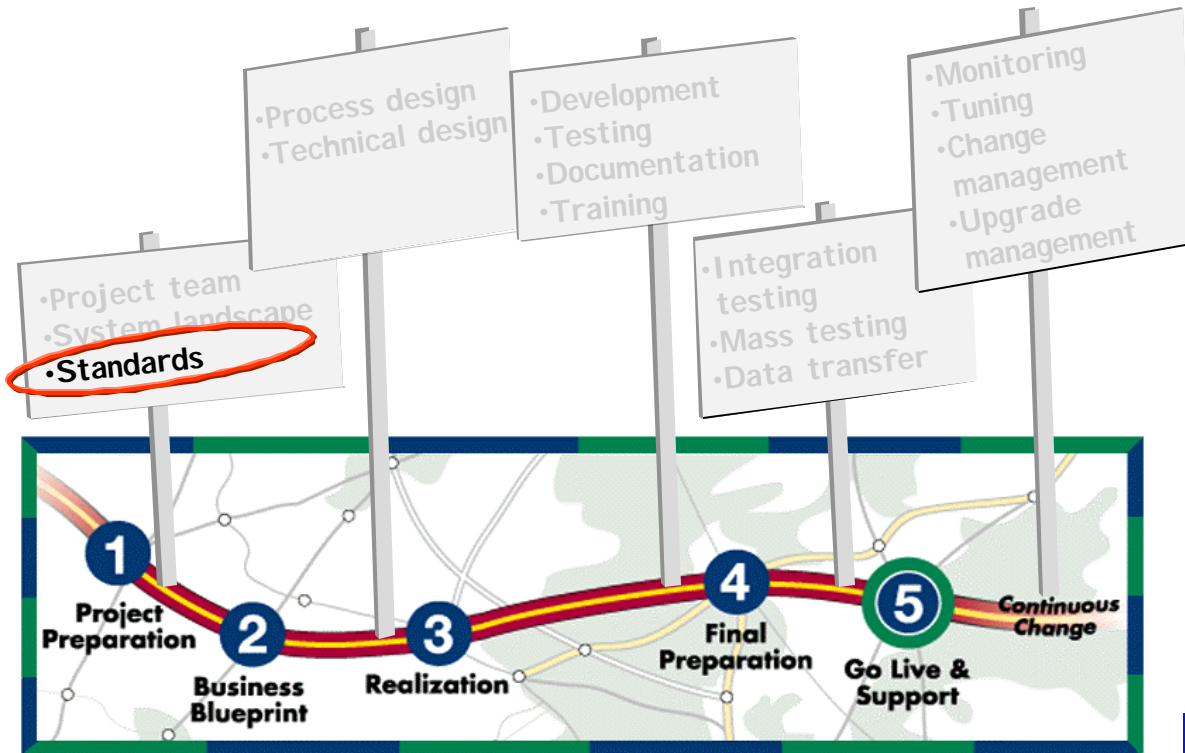 •Project team
•System landscape
•Standards
•Process design
•Technical design
•Development
•Testing
•Documentation
•Training
•Integration
testing
•Mass testing
•Data transfer
•Monitoring
•Tuning
•Change
management
•Upgrade
management
1
Project
Preparation
2
Business
Blueprint
3
Realization
4
Final
Preparation
5
Go Live &
Support
Continuous
Change